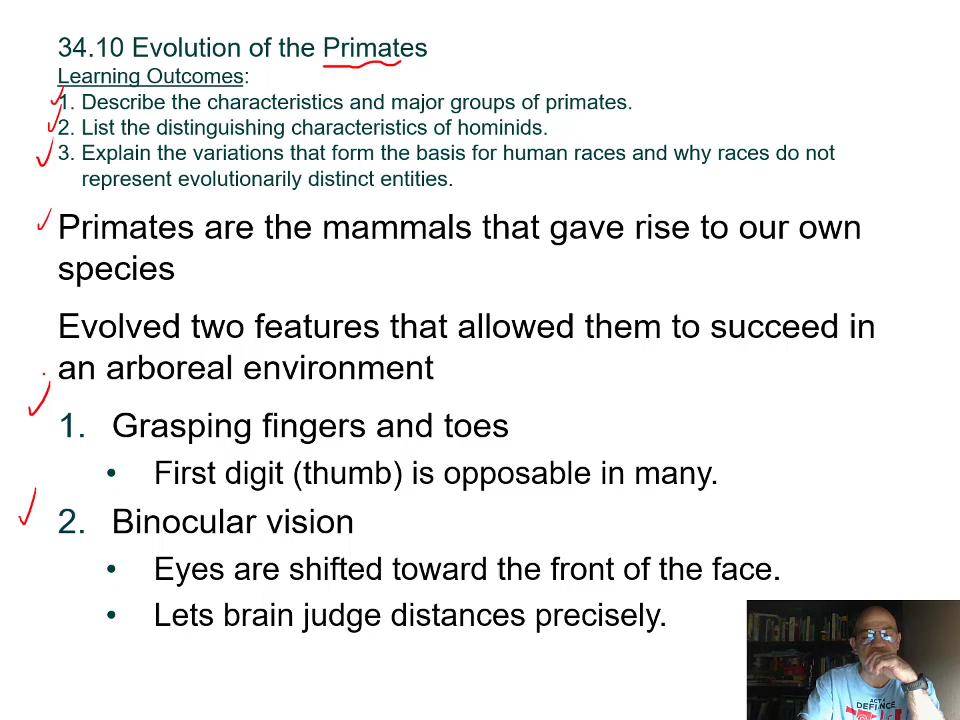 34.10 Evolution of the Primates
Learning Outcomes:
1. Describe the characteristics and major groups of primates.
2. List the distinguishing characteristics of hominids.
3. Explain the variations that form the basis for human races and why races do not
represent evolutionarily distinct entities.
Primates are the mammals that gave rise to our own
species
Evolved two features that allowed them to succeed in
an arboreal environment
1. Grasping fingers and toes
• First digit (thumb) is opposable in many.
2. Binocular vision
• Eyes are shifted toward the front of the face.
• Lets brain judge distances precisely.
DEFIANCE